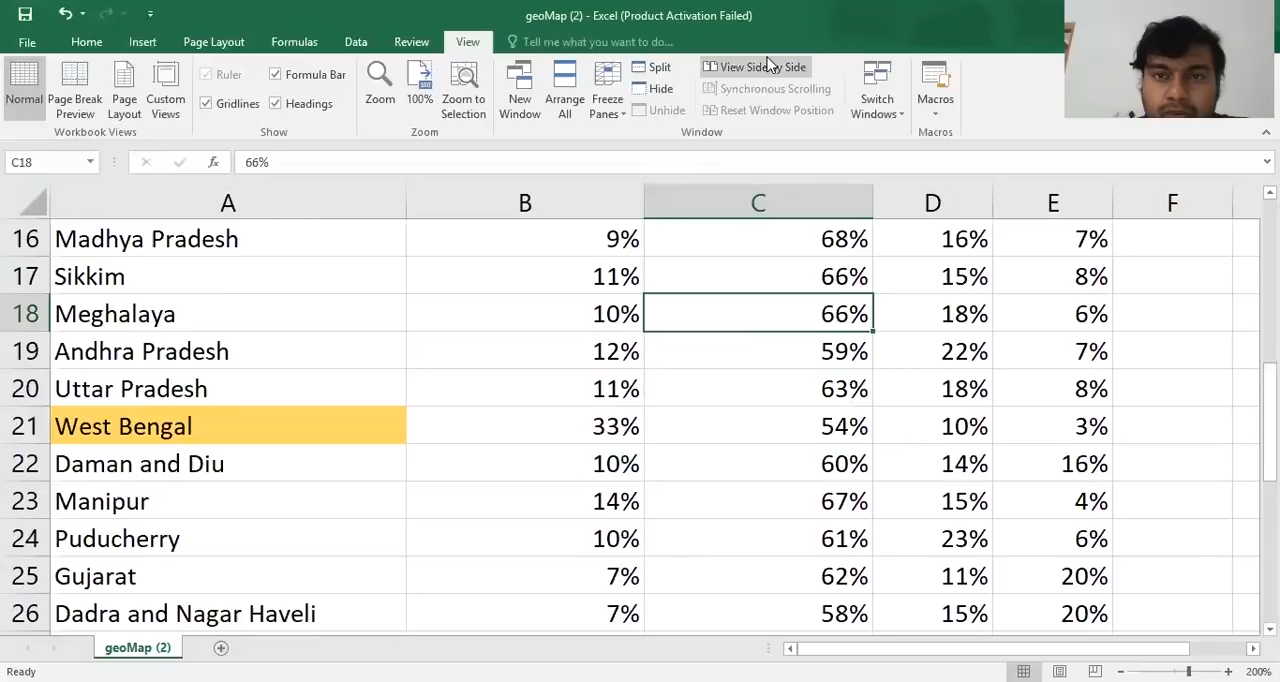 geoMap (2) - Excel (Product Activation Failed)
File Home Insert Page Layout Formulas Data Review View Tell me what you want to do...
Normal Page Break Preview Page Layout Custom Views
Ruler Formula Bar
Gridlines Headings
Zoom 100% Zoom to Selection
New Window Arrange All Freeze Panes
Split
Hide
Unhide
View Side by Side
Synchronous Scrolling
Reset Window Position
Switch Windows Macros
Workbook Views Show Zoom Window Macros
C18 fx 66%
A B C D E F
16 Madhya Pradesh 9% 68% 16% 7%
17 Sikkim 11% 66% 15% 8%
18 Meghalaya 10% 66% 18% 6%
19 Andhra Pradesh 12% 59% 22% 7%
20 Uttar Pradesh 11% 63% 18% 8%
21 West Bengal 33% 54% 10% 3%
22 Daman and Diu 10% 60% 14% 16%
23 Manipur 14% 67% 15% 4%
24 Puducherry 10% 61% 23% 6%
25 Gujarat 7% 62% 11% 20%
26 Dadra and Nagar Haveli 7% 58% 15% 20%
geoMap (2)
Ready 200%